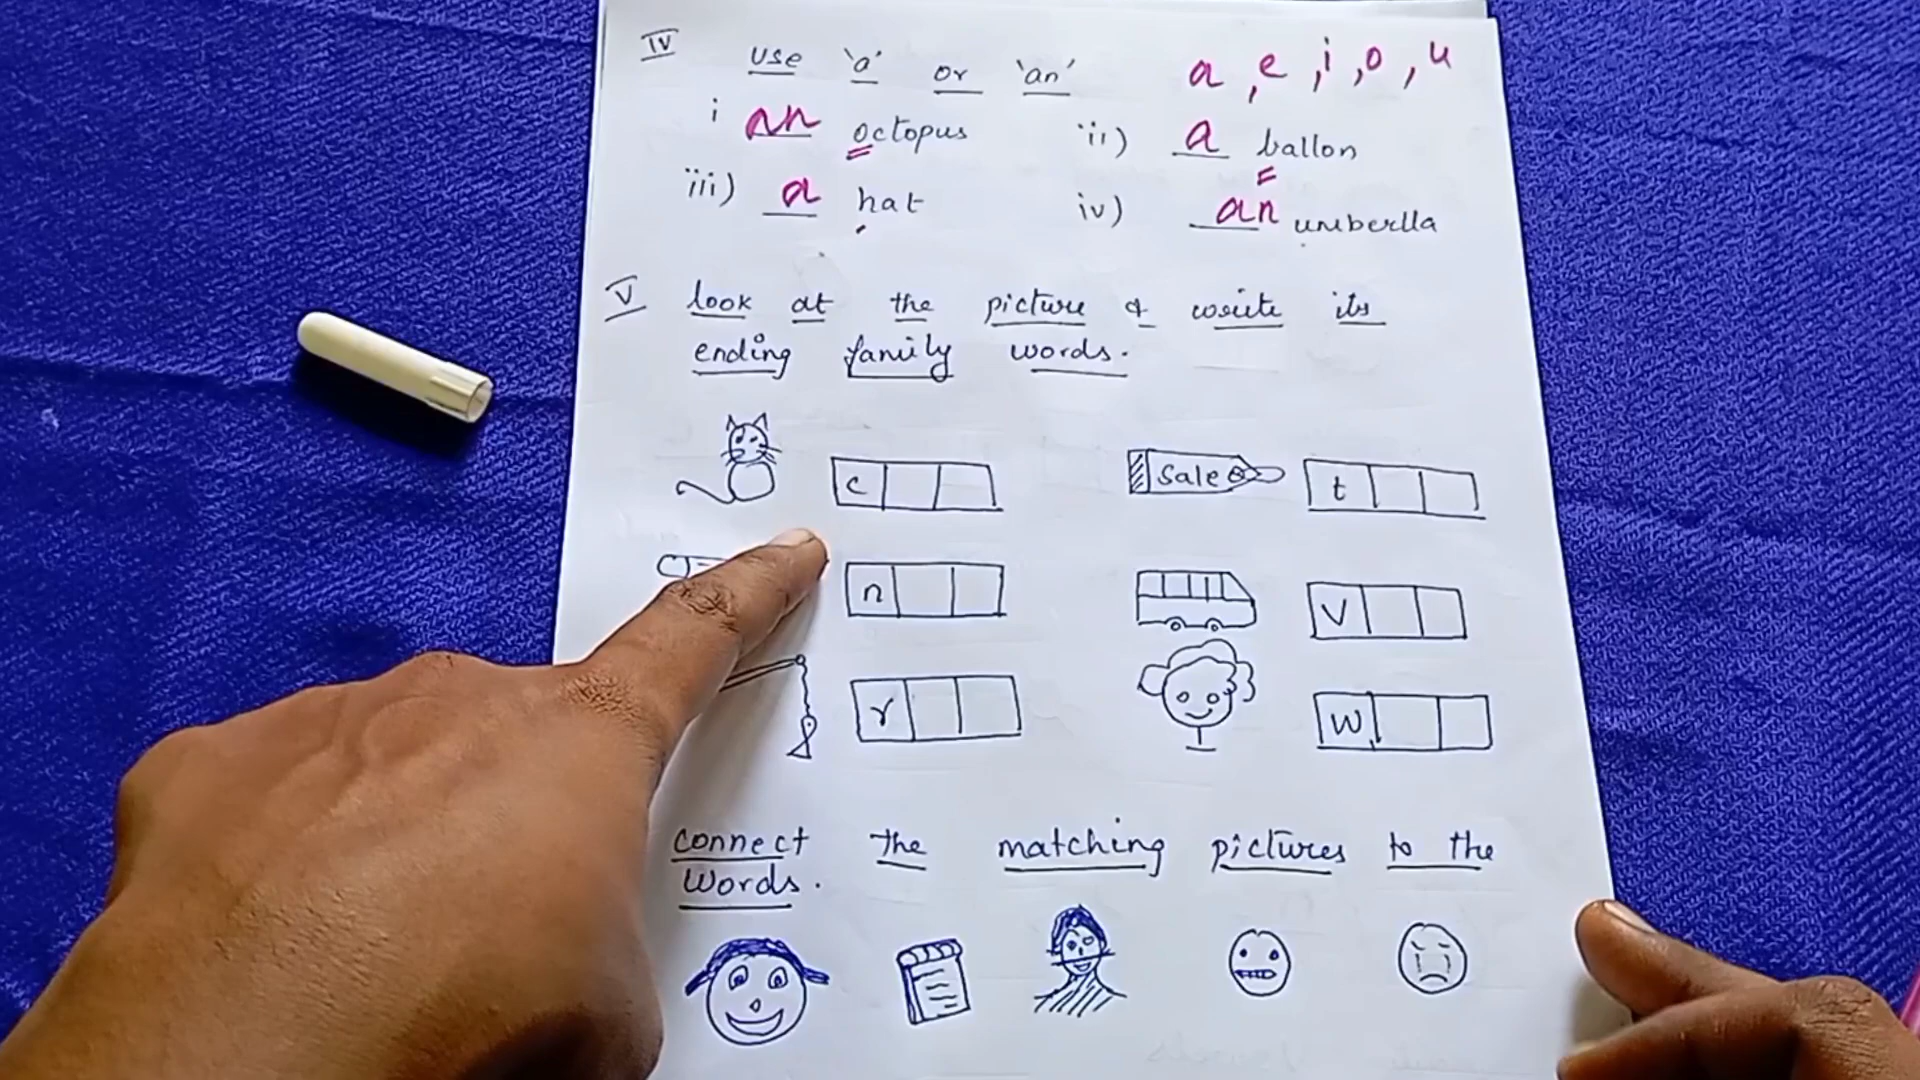 IV use 'a' or 'an' a, e, i, o, u
i an octopus ii) a ballon
iii) a hat iv) an umberlla
V look at the picture & write its
ending family words.
c Sale t
n v
r w
connect the matching pictures to the
words.